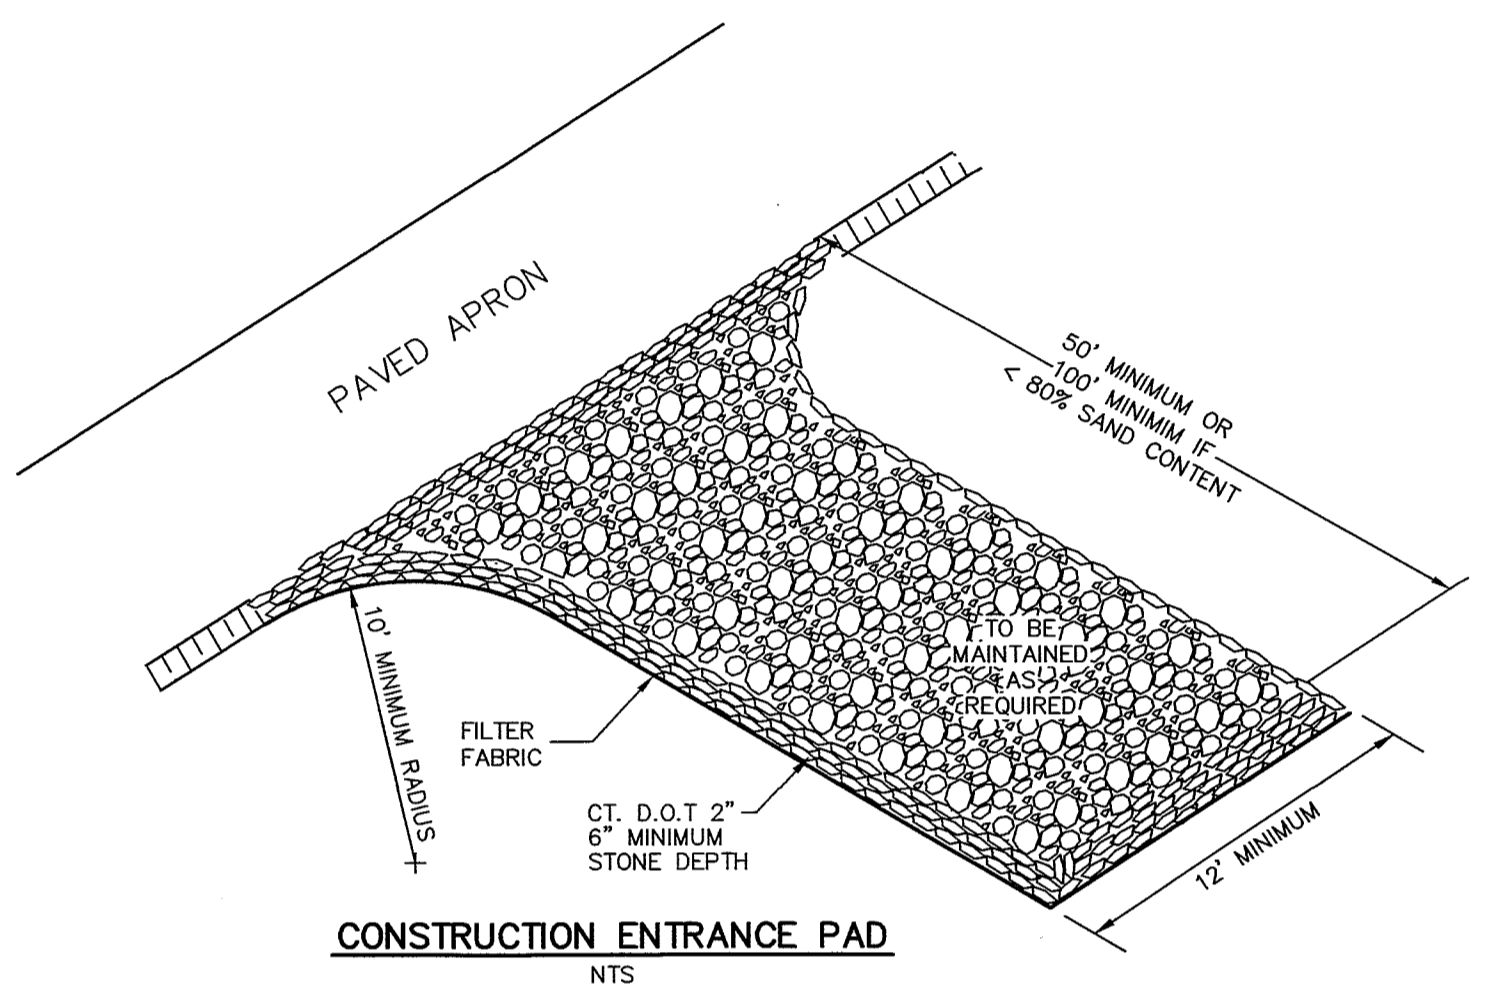 PAVED APRON
50' MINIMUM OR
100' MINIMIM IF
< 80% SAND CONTENT
TO BE
MAINTAINED
AS
REQUIRED
10' MINIMUM RADIUS
FILTER
FABRIC
CT. D.O.T 2"
6" MINIMUM
STONE DEPTH
12' MINIMUM
CONSTRUCTION ENTRANCE PAD
NTS